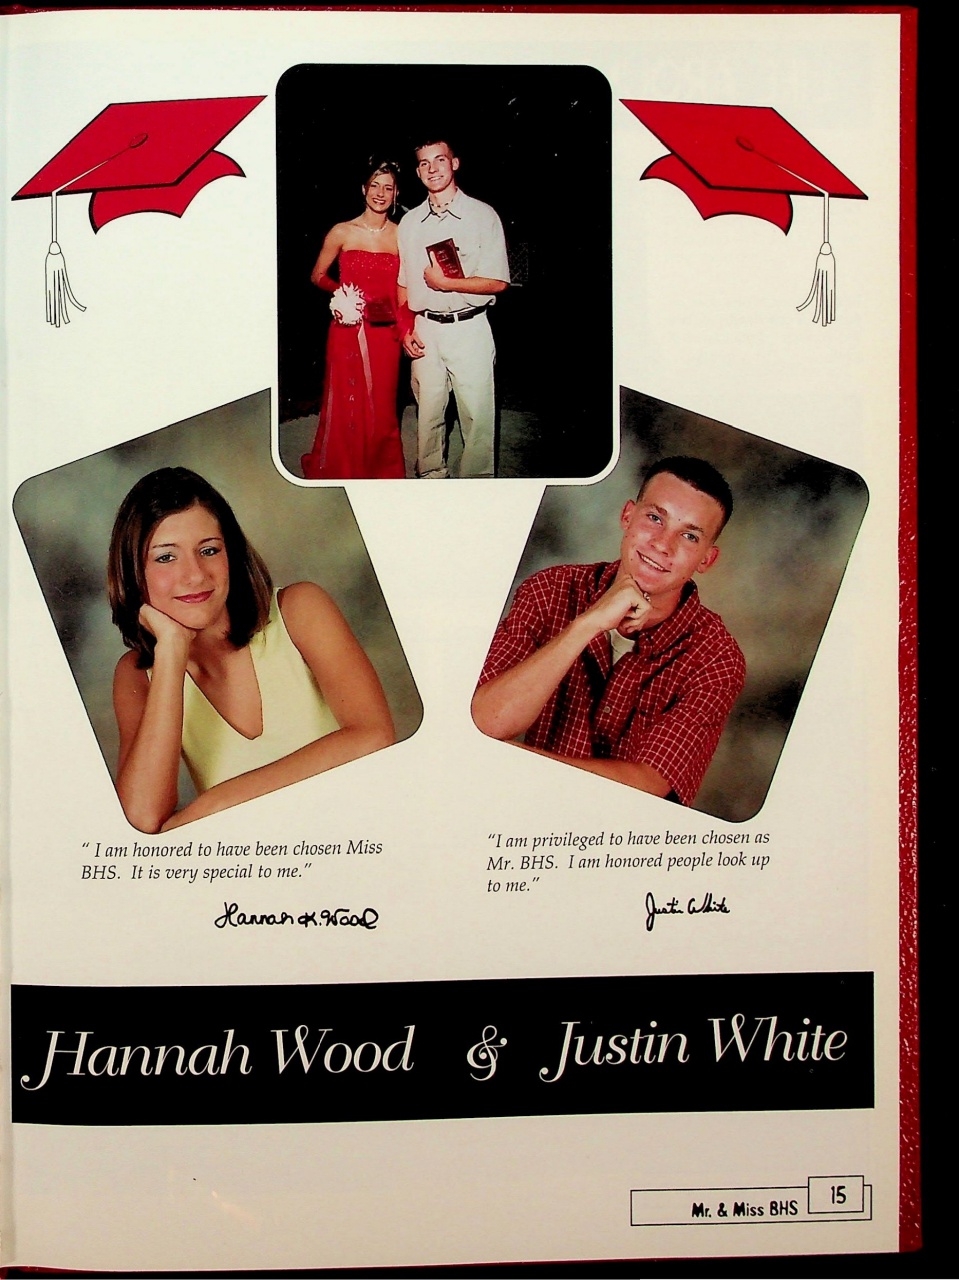 “ I am honored to have been chosen Miss
BHS.  It is very special to me.”
Hannah K. Wood
“I am privileged to have been chosen as
Mr. BHS.  I am honored people look up
to me.”
Justin White
Hannah Wood & Justin White
Mr. & Miss BHS 15